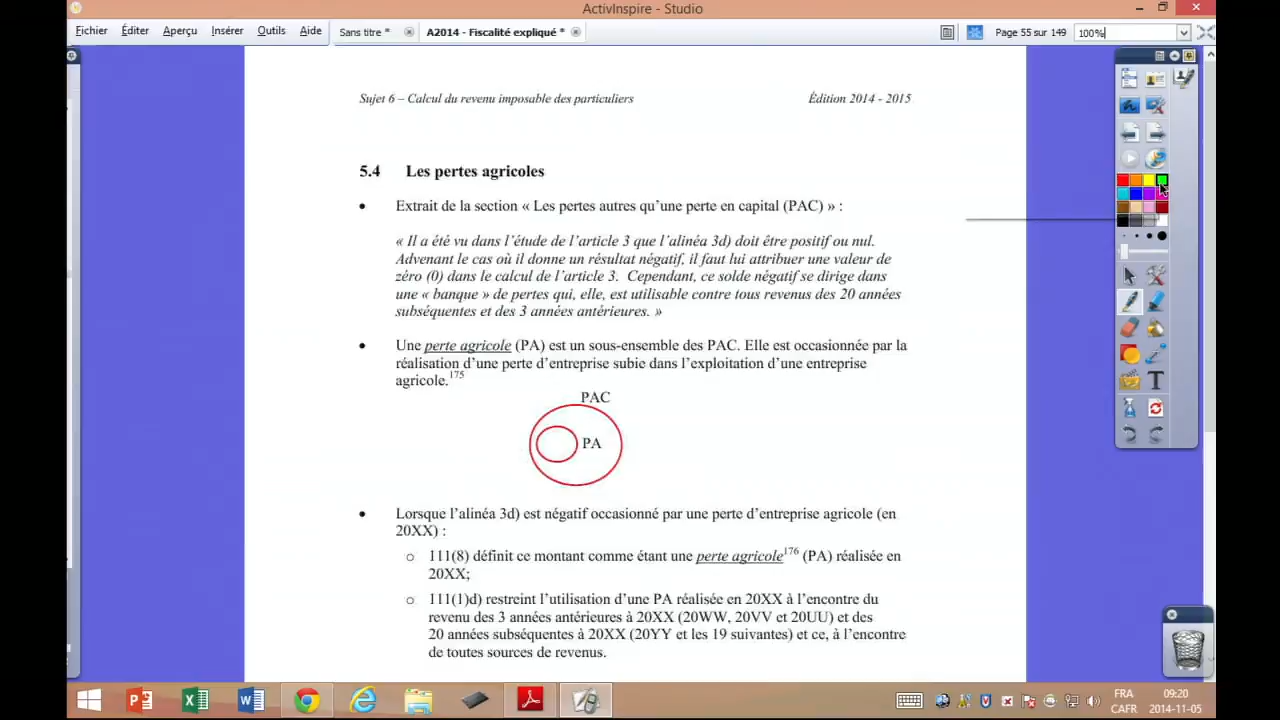 ActivInspire - Studio
Fichier Éditer Aperçu Insérer Outils Aide Sans titre * A2014 - Fiscalité expliqué * Page 55 sur 149 100%
Sujet 6 – Calcul du revenu imposable des particuliers Édition 2014 - 2015
5.4 Les pertes agricoles
• Extrait de la section « Les pertes autres qu’une perte en capital (PAC) » :
« Il a été vu dans l’étude de l’article 3 que l’alinéa 3d) doit être positif ou nul.
Advenant le cas où il donne un résultat négatif, il faut lui attribuer une valeur de
zéro (0) dans le calcul de l’article 3. Cependant, ce solde négatif se dirige dans
une « banque » de pertes qui, elle, est utilisable contre tous revenus des 20 années
subséquentes et des 3 années antérieures. »
• Une perte agricole (PA) est un sous-ensemble des PAC. Elle est occasionnée par la
réalisation d’une perte d’entreprise subie dans l’exploitation d’une entreprise
agricole.175
PAC
PA
• Lorsque l’alinéa 3d) est négatif occasionné par une perte d’entreprise agricole (en
20XX) :
o 111(8) définit ce montant comme étant une perte agricole176 (PA) réalisée en
20XX;
o 111(1)d) restreint l’utilisation d’une PA réalisée en 20XX à l’encontre du
revenu des 3 années antérieures à 20XX (20WW, 20VV et 20UU) et des
20 années subséquentes à 20XX (20YY et les 19 suivantes) et ce, à l’encontre
de toutes sources de revenus.
FRA 09:20
CAFR 2014-11-05